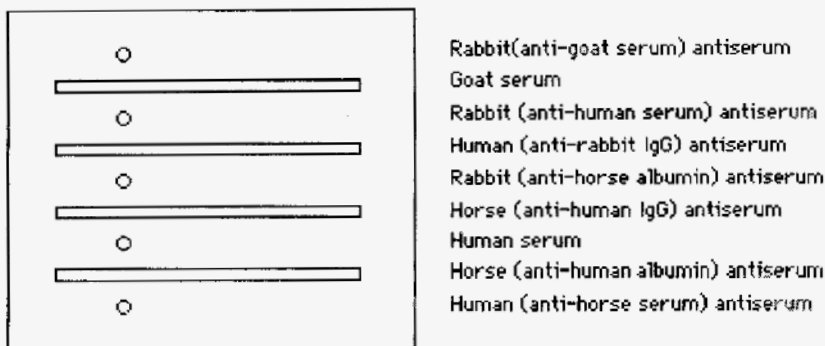 Rabbit(anti-goat serum) antiserum
Goat serum
Rabbit (anti-human serum) antiserum
Human (anti-rabbit IgG) antiserum
Rabbit (anti-horse albumin) antiserum
Horse (anti-human IgG) antiserum
Human serum
Horse (anti-human albumin) antiserum
Human (anti-horse serum) antiserum